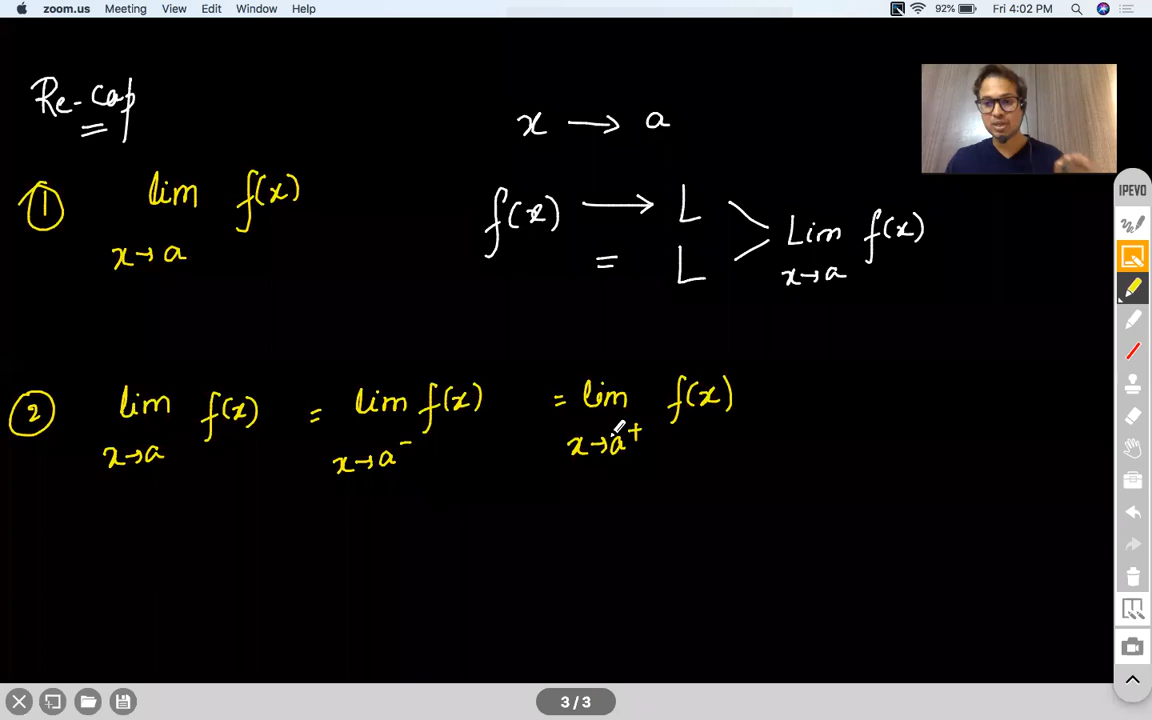 zoom.us Meeting View Edit Window Help 92% Fri 4:02 PM
Re-cap
x → a
① lim f(x)
x→a
f(x) → L
= L
Lim f(x)
x→a
② lim f(x) = lim f(x) = lim f(x)
x→a x→a⁻ x→a⁺
IPEVO
3/3